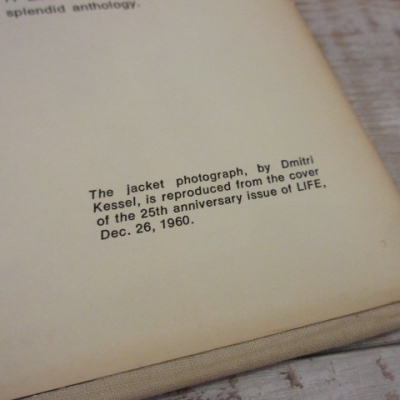 splendid anthology.
The jacket photograph, by Dmitri
Kessel, is reproduced from the cover
of the 25th anniversary issue of LIFE,
Dec. 26, 1960.